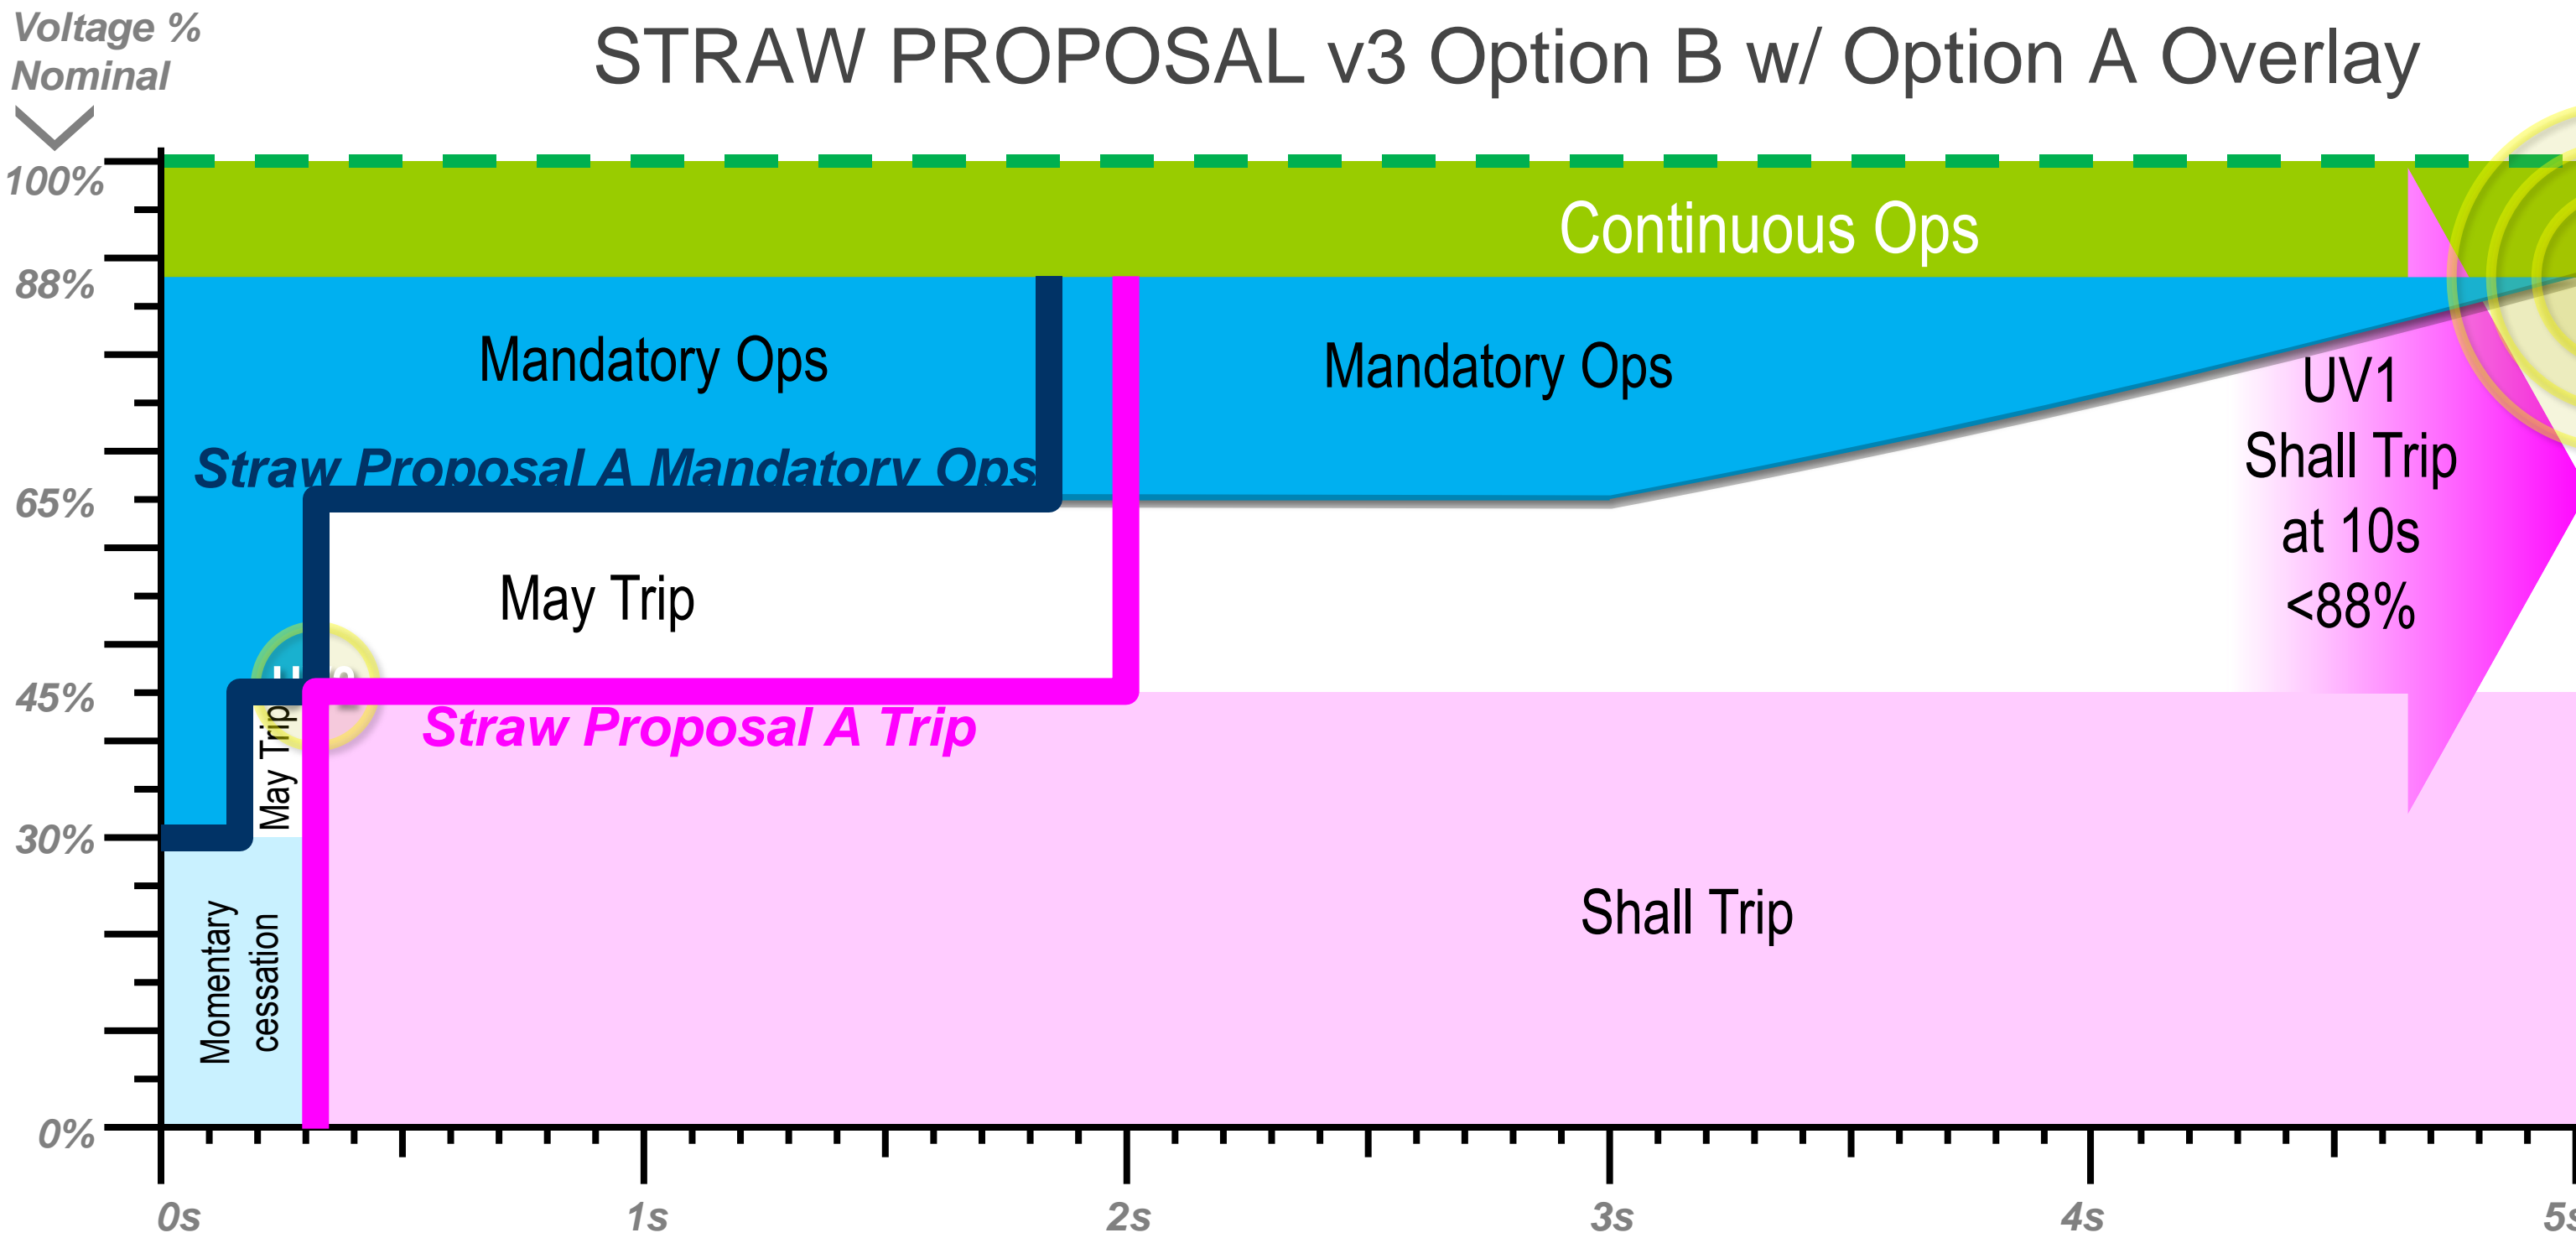 Voltage %
Nominal
STRAW PROPOSAL v3 Option B w/ Option A Overlay
100%
Continuous Ops
88%
Mandatory Ops
Mandatory Ops
UV1
Shall Trip
at 10s
<88%
Straw Proposal A Mandatory Ops
65%
May Trip
45%
Straw Proposal A Trip
May Trip
30%
Momentary
cessation
Shall Trip
0%
0s
1s
2s
3s
4s